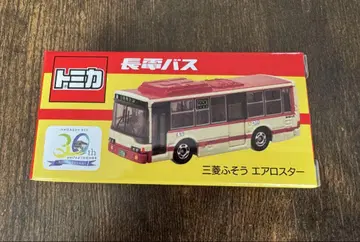 トミカ
長電バス
30th
三菱ふそう エアロスター